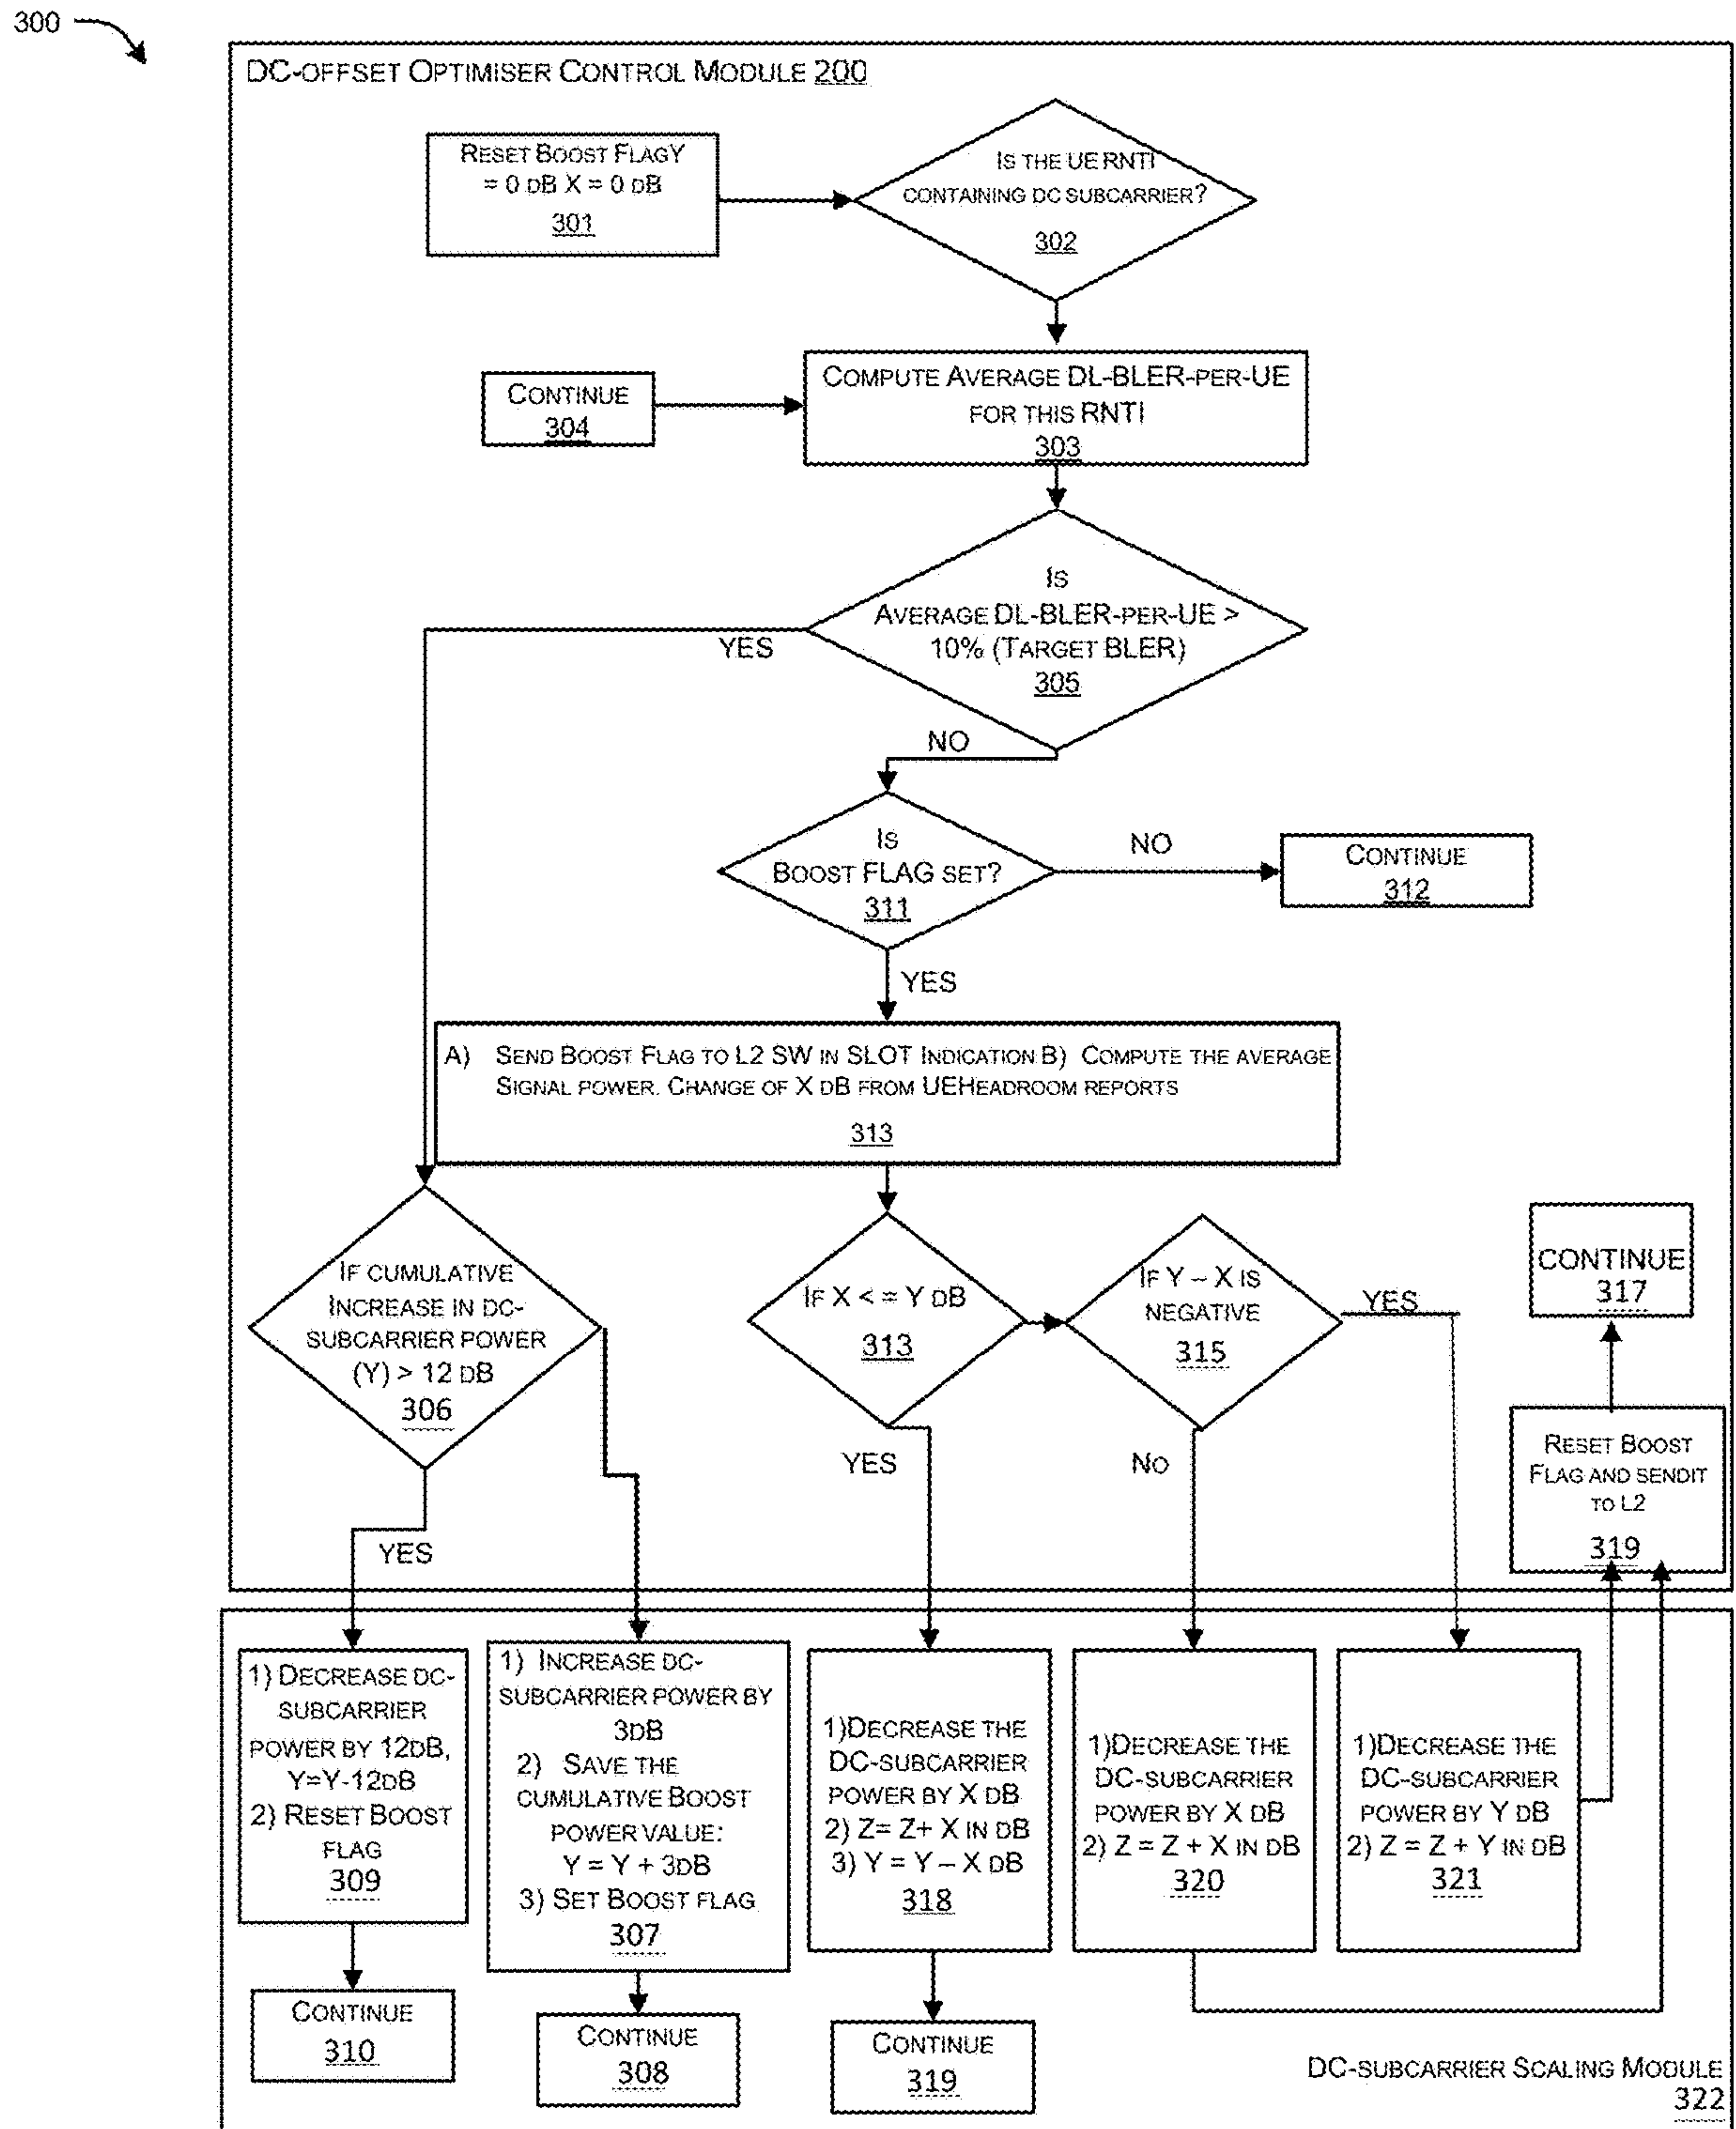 300
DC-OFFSET OPTIMISER CONTROL MODULE 200
RESET BOOST FLAGY
= 0 DB X = 0 DB
301
IS THE UE RNTI
CONTAINING DC SUBCARRIER?
302
CONTINUE
304
COMPUTE AVERAGE DL-BLER-PER-UE
FOR THIS RNTI
303
IS
AVERAGE DL-BLER-PER-UE >
10% (TARGET BLER)
305
YES
NO
IS
BOOST FLAG SET?
311
NO
CONTINUE
312
YES
A) SEND BOOST FLAG TO L2 SW IN SLOT INDICATION B) COMPUTE THE AVERAGE
SIGNAL POWER. CHANGE OF X DB FROM UEHEADROOM REPORTS
313
IF CUMULATIVE
INCREASE IN DC-
SUBCARRIER POWER
(Y) > 12 DB
306
YES
IF X < = Y DB
313
YES
IF Y – X IS
NEGATIVE
315
YES
NO
CONTINUE
317
RESET BOOST
FLAG AND SENDIT
TO L2
319
1) DECREASE DC-
SUBCARRIER
POWER BY 12DB,
Y=Y-12DB
2) RESET BOOST
FLAG
309
CONTINUE
310
1) INCREASE DC-
SUBCARRIER POWER BY
3DB
2) SAVE THE
CUMULATIVE BOOST
POWER VALUE:
Y = Y + 3DB
3) SET BOOST FLAG
307
CONTINUE
308
1)DECREASE THE
DC-SUBCARRIER
POWER BY X DB
2) Z= Z+ X IN DB
3) Y = Y – X DB
318
CONTINUE
319
1)DECREASE THE
DC-SUBCARRIER
POWER BY X DB
2) Z = Z + X IN DB
320
1)DECREASE THE
DC-SUBCARRIER
POWER BY Y DB
2) Z = Z + Y IN DB
321
DC-SUBCARRIER SCALING MODULE
322